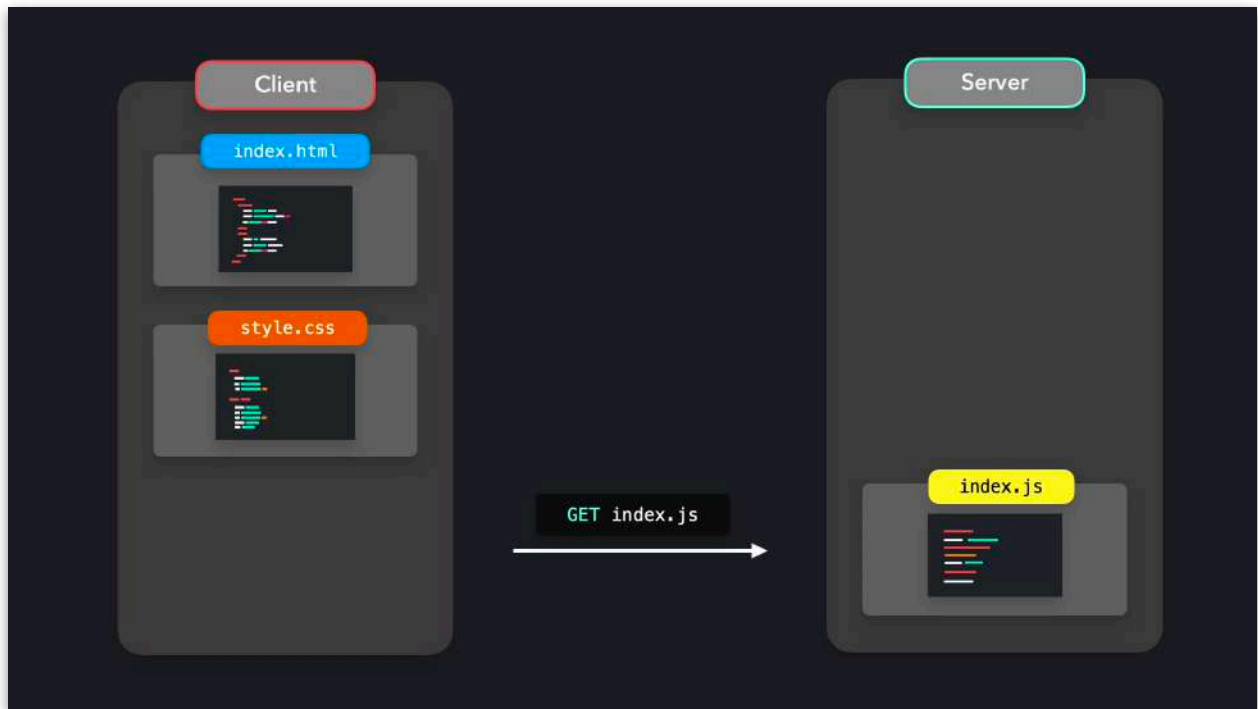 Client
index.html
style.css
GET index.js
Server
index.js